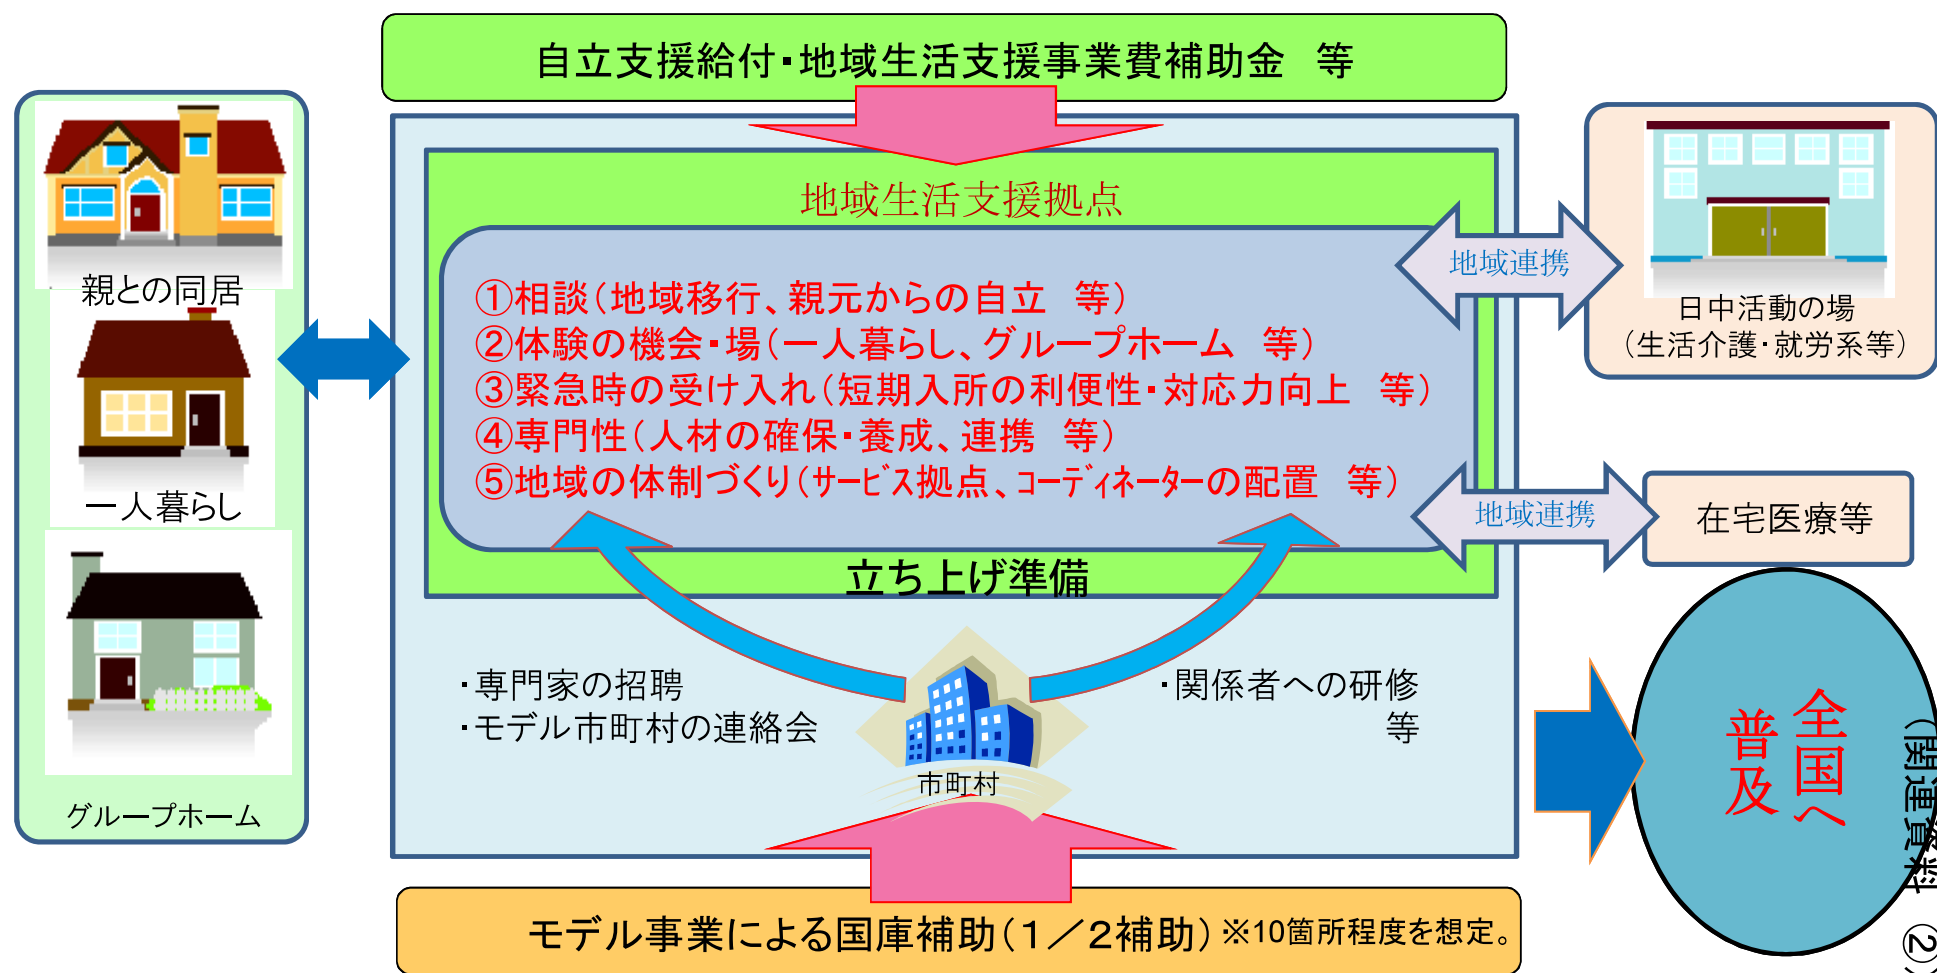 自立支援給付・地域生活支援事業費補助金　等
親との同居
一人暮らし
グループホーム
地域生活支援拠点
①相談（地域移行、親元からの自立　等）
②体験の機会・場（一人暮らし、グループホーム　等）
③緊急時の受け入れ（短期入所の利便性・対応力向上　等）
④専門性（人材の確保・養成、連携　等）
⑤地域の体制づくり（サービス拠点、コーディネーターの配置　等）
立ち上げ準備
地域連携
日中活動の場
（生活介護・就労系等）
地域連携
在宅医療等
・専門家の招聘
・モデル市町村の連絡会
・関係者への研修
等
市町村
全国へ
普及
（関連資料　②）
モデル事業による国庫補助（１／２補助）※10箇所程度を想定。